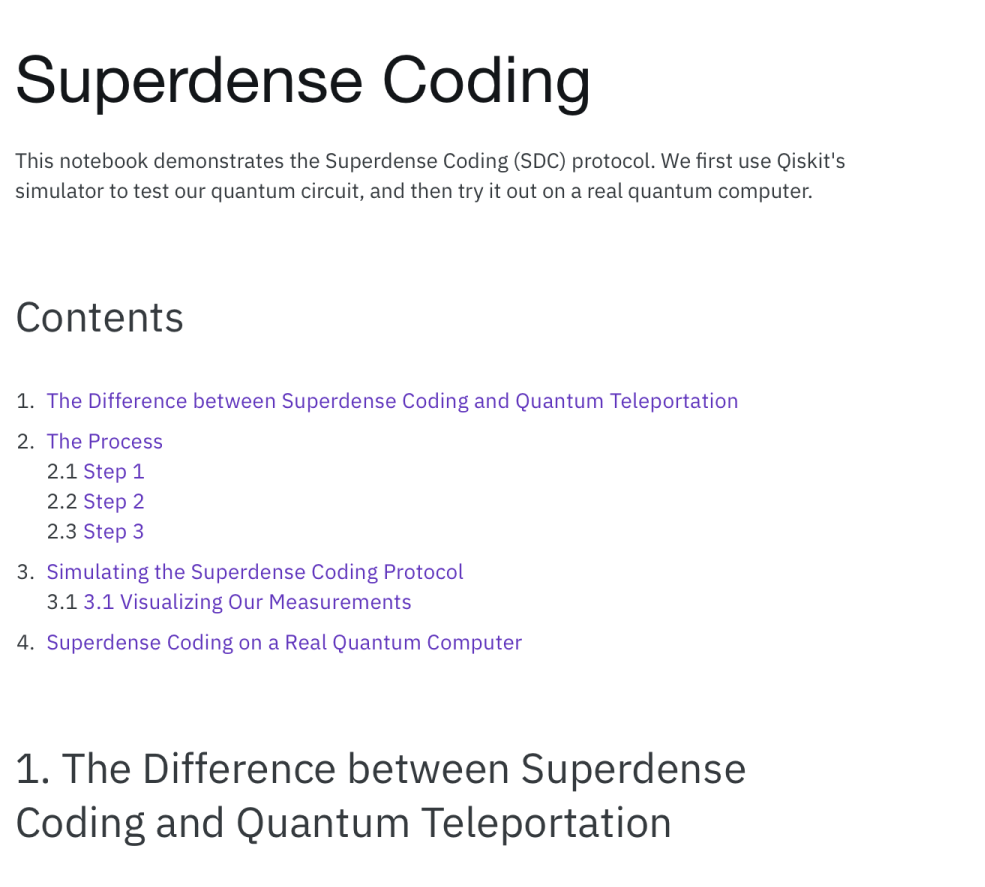 Superdense Coding
This notebook demonstrates the Superdense Coding (SDC) protocol. We first use Qiskit's
simulator to test our quantum circuit, and then try it out on a real quantum computer.
Contents
1. The Difference between Superdense Coding and Quantum Teleportation
2. The Process
2.1 Step 1
2.2 Step 2
2.3 Step 3
3. Simulating the Superdense Coding Protocol
3.1 3.1 Visualizing Our Measurements
4. Superdense Coding on a Real Quantum Computer
1. The Difference between Superdense
Coding and Quantum Teleportation